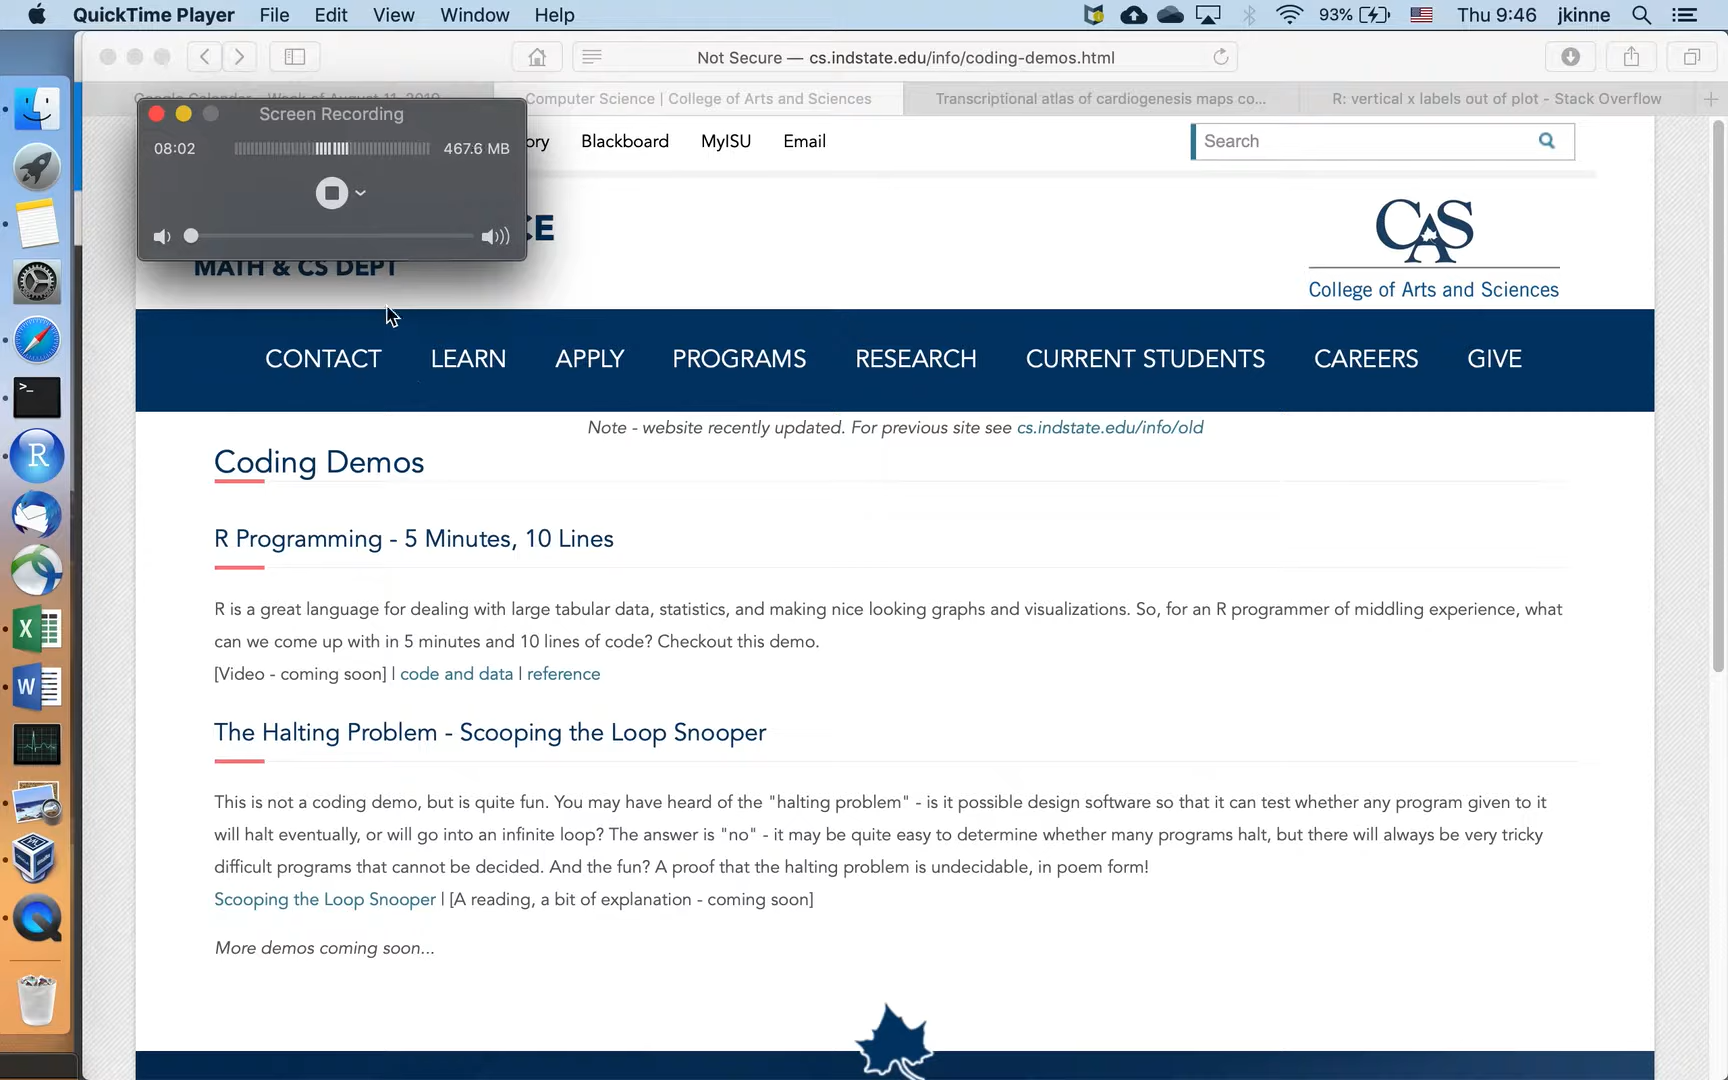 QuickTime Player File Edit View Window Help 93% Thu 9:46 jkinne
Not Secure — cs.indstate.edu/info/coding-demos.html
Computer Science | College of Arts and Sciences Transcriptional atlas of cardiogenesis maps co... R: vertical x labels out of plot - Stack Overflow
Screen Recording
08:02 467.6 MB
ory Blackboard MyISU Email Search
CE
MATH & CS DEPT
CAS
College of Arts and Sciences
CONTACT LEARN APPLY PROGRAMS RESEARCH CURRENT STUDENTS CAREERS GIVE
Note - website recently updated. For previous site see cs.indstate.edu/info/old
Coding Demos
R Programming - 5 Minutes, 10 Lines
R is a great language for dealing with large tabular data, statistics, and making nice looking graphs and visualizations. So, for an R programmer of middling experience, what
can we come up with in 5 minutes and 10 lines of code? Checkout this demo.
[Video - coming soon] | code and data | reference
The Halting Problem - Scooping the Loop Snooper
This is not a coding demo, but is quite fun. You may have heard of the "halting problem" - is it possible design software so that it can test whether any program given to it
will halt eventually, or will go into an infinite loop? The answer is "no" - it may be quite easy to determine whether many programs halt, but there will always be very tricky
difficult programs that cannot be decided. And the fun? A proof that the halting problem is undecidable, in poem form!
Scooping the Loop Snooper | [A reading, a bit of explanation - coming soon]
More demos coming soon...